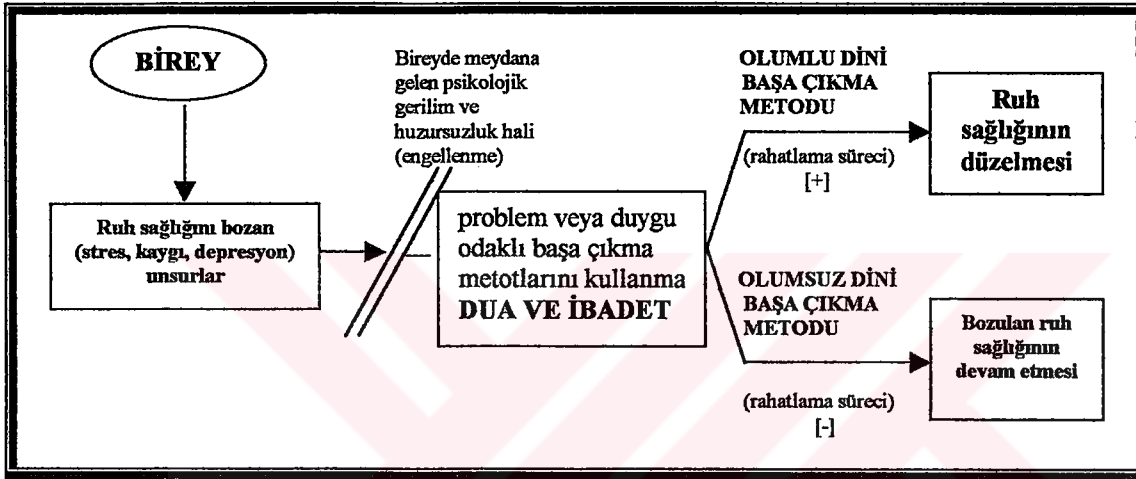 BİREY
Ruh sağlığını bozan
(stres, kaygı, depresyon)
unsurlar
Bireyde meydana
gelen psikolojik
gerilim ve
huzursuzluk hali
(engellenme)
problem veya duygu
odaklı başa çıkma
metotlarını kullanma
DUA VE İBADET
OLUMLU DİNİ
BAŞA ÇIKMA
METODU
(rahatlama süreci)
[+]
Ruh
sağlığının
düzelmesi
OLUMSUZ DİNİ
BAŞA ÇIKMA
METODU
(rahatlama süreci)
[-]
Bozulan ruh
sağlığının
devam etmesi